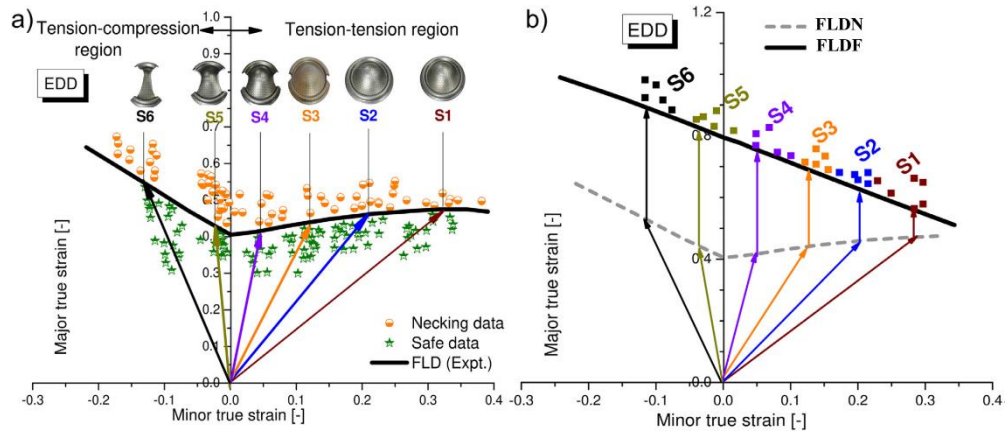 a)
Tension-compression
region
Tension-tension region
EDD
S6
S5
S4
S3
S2
S1
1.0
0.9
0.8
0.7
0.6
0.5
0.4
0.3
0.2
0.1
0.0
Major true strain [-]
Necking data
Safe data
FLD (Expt.)
-0.3
-0.2
-0.1
0.0
0.1
0.2
0.3
0.4
Minor true strain [-]
b)
EDD
FLDN
FLDF
1.2
0.8
0.4
0.0
S6
S5
S4
S3
S2
S1
Major true strain [-]
-0.3
-0.2
-0.1
0.0
0.1
0.2
0.3
0.4
Minor true strain [-]